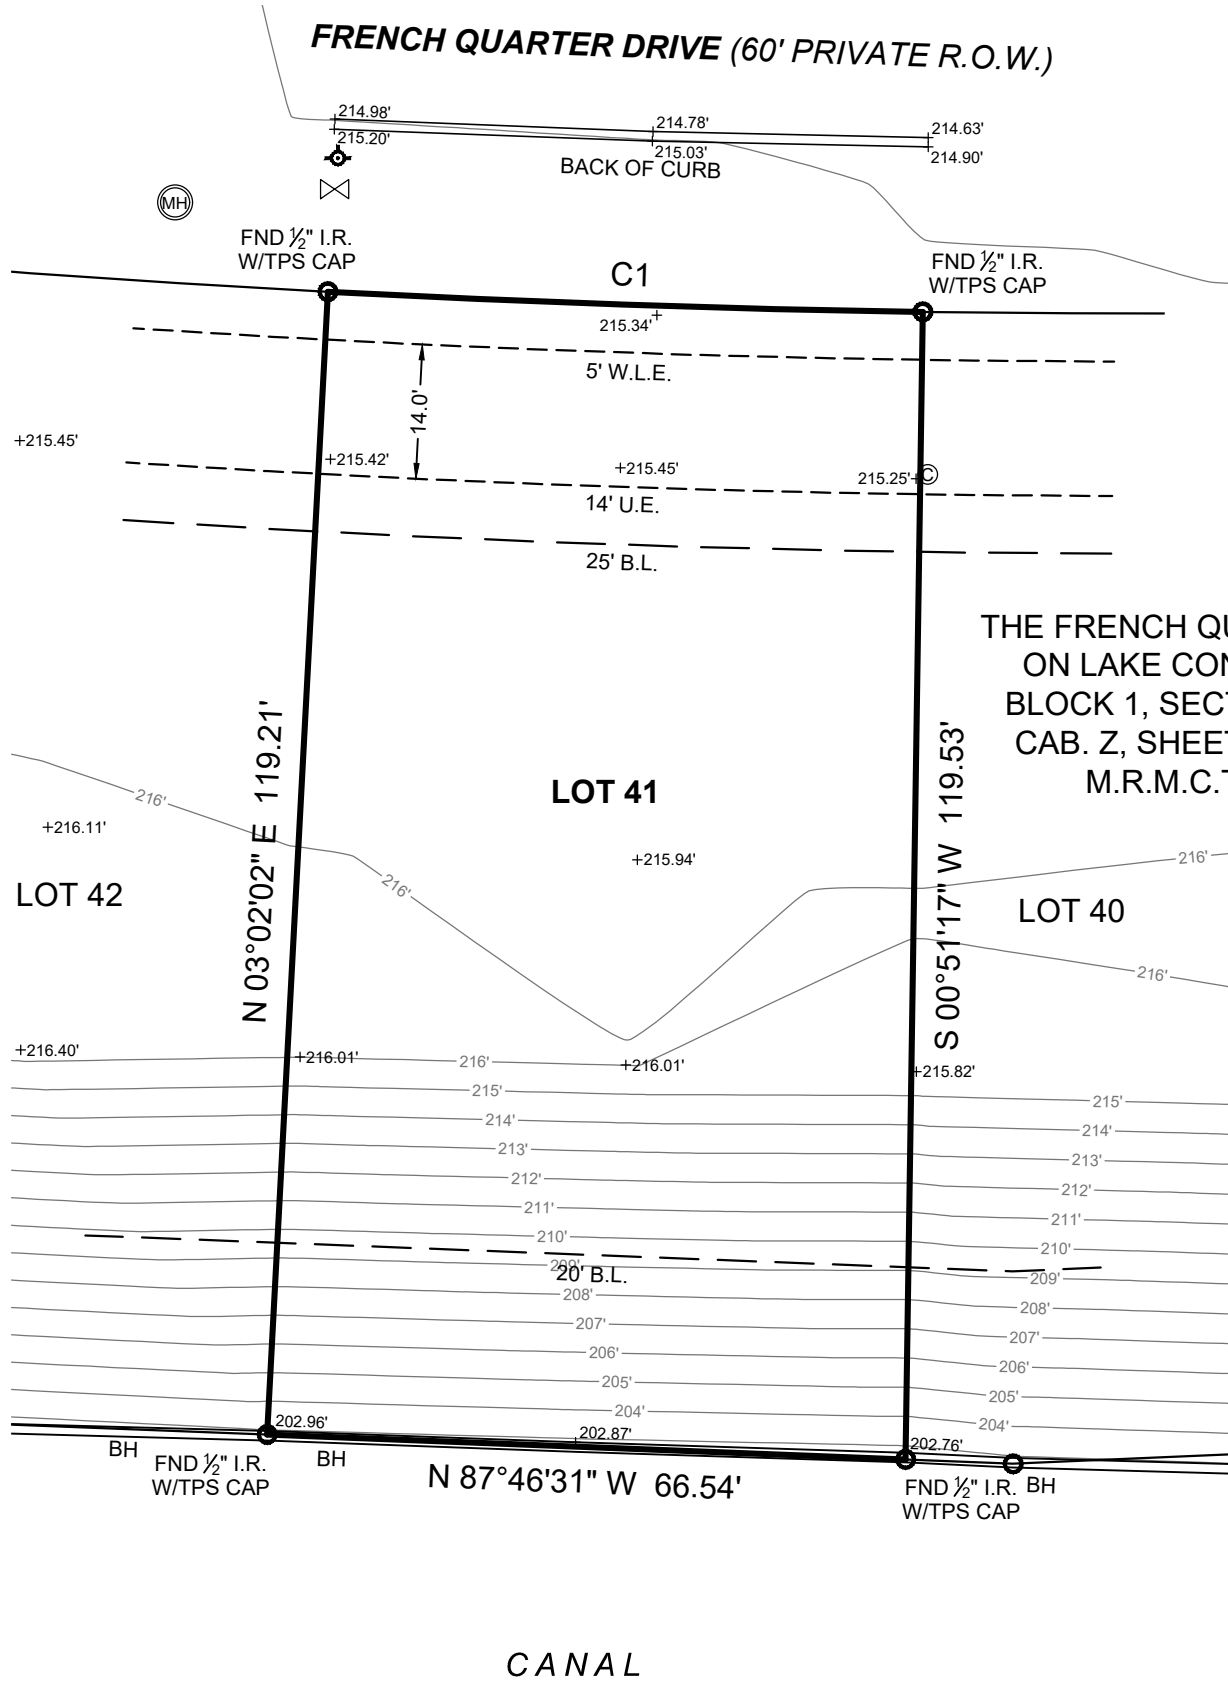 FRENCH QUARTER DRIVE (60' PRIVATE R.O.W.)
214.98'
214.78'
214.63'
215.20'
215.03'
214.90'
BACK OF CURB
MH
FND ½" I.R.
W/TPS CAP
C1
FND ½" I.R.
W/TPS CAP
215.34'
5' W.L.E.
14.0'
+215.45'
+215.42'
+215.45'
215.25'+
C
14' U.E.
25' B.L.
THE FRENCH QU
ON LAKE CON
BLOCK 1, SECT
CAB. Z, SHEET
M.R.M.C.T
N 03°02'02" E 119.21'
S 00°51'17" W 119.53'
LOT 41
216'
+216.11'
+215.94'
216'
216'
LOT 42
LOT 40
216'
+216.40'
+216.01'
216'
+216.01'
+215.82'
215'
215'
214'
214'
213'
213'
212'
212'
211'
211'
210'
210'
209'
20' B.L.
209'
208'
208'
207'
207'
206'
206'
205'
205'
204'
204'
202.96'
202.87'
202.76'
BH
FND ½" I.R.
W/TPS CAP
BH
N 87°46'31" W 66.54'
FND ½" I.R.
W/TPS CAP
BH
CANAL